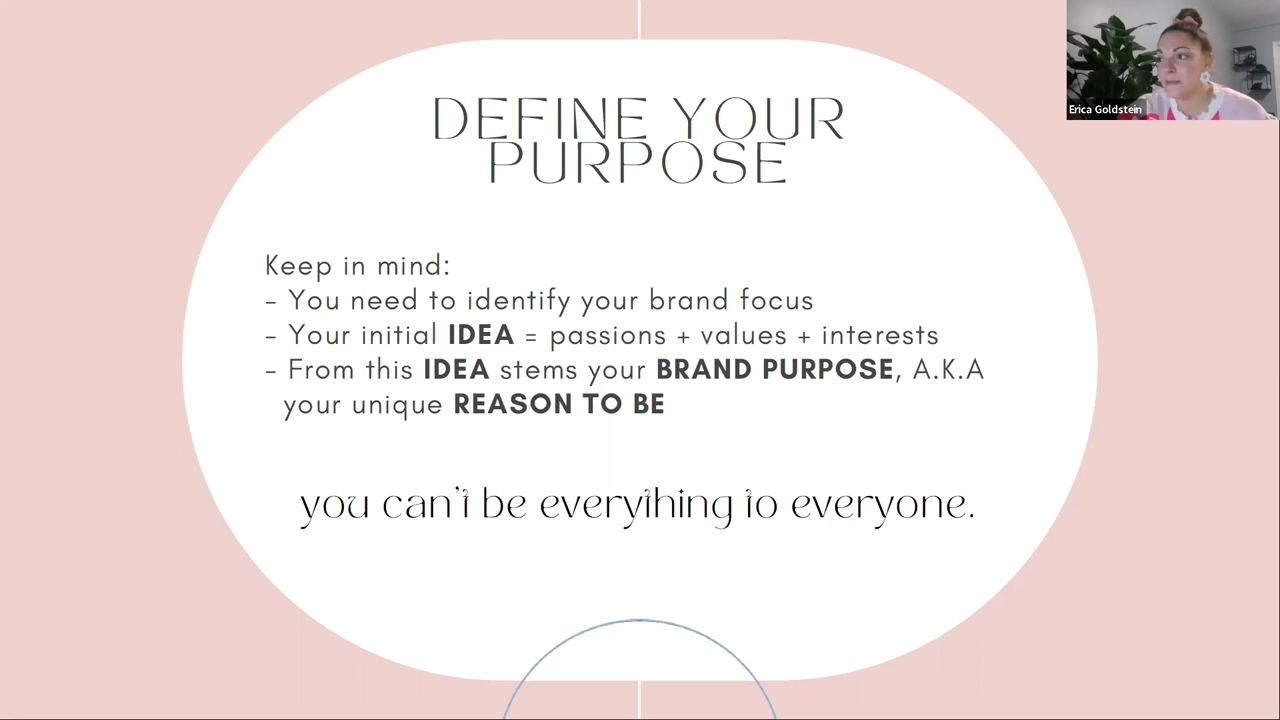 DEFINE YOUR
PURPOSE
Erica Goldstein
Keep in mind:
- You need to identify your brand focus
- Your initial IDEA = passions + values + interests
- From this IDEA stems your BRAND PURPOSE, A.K.A
your unique REASON TO BE
you can't be everything to everyone.